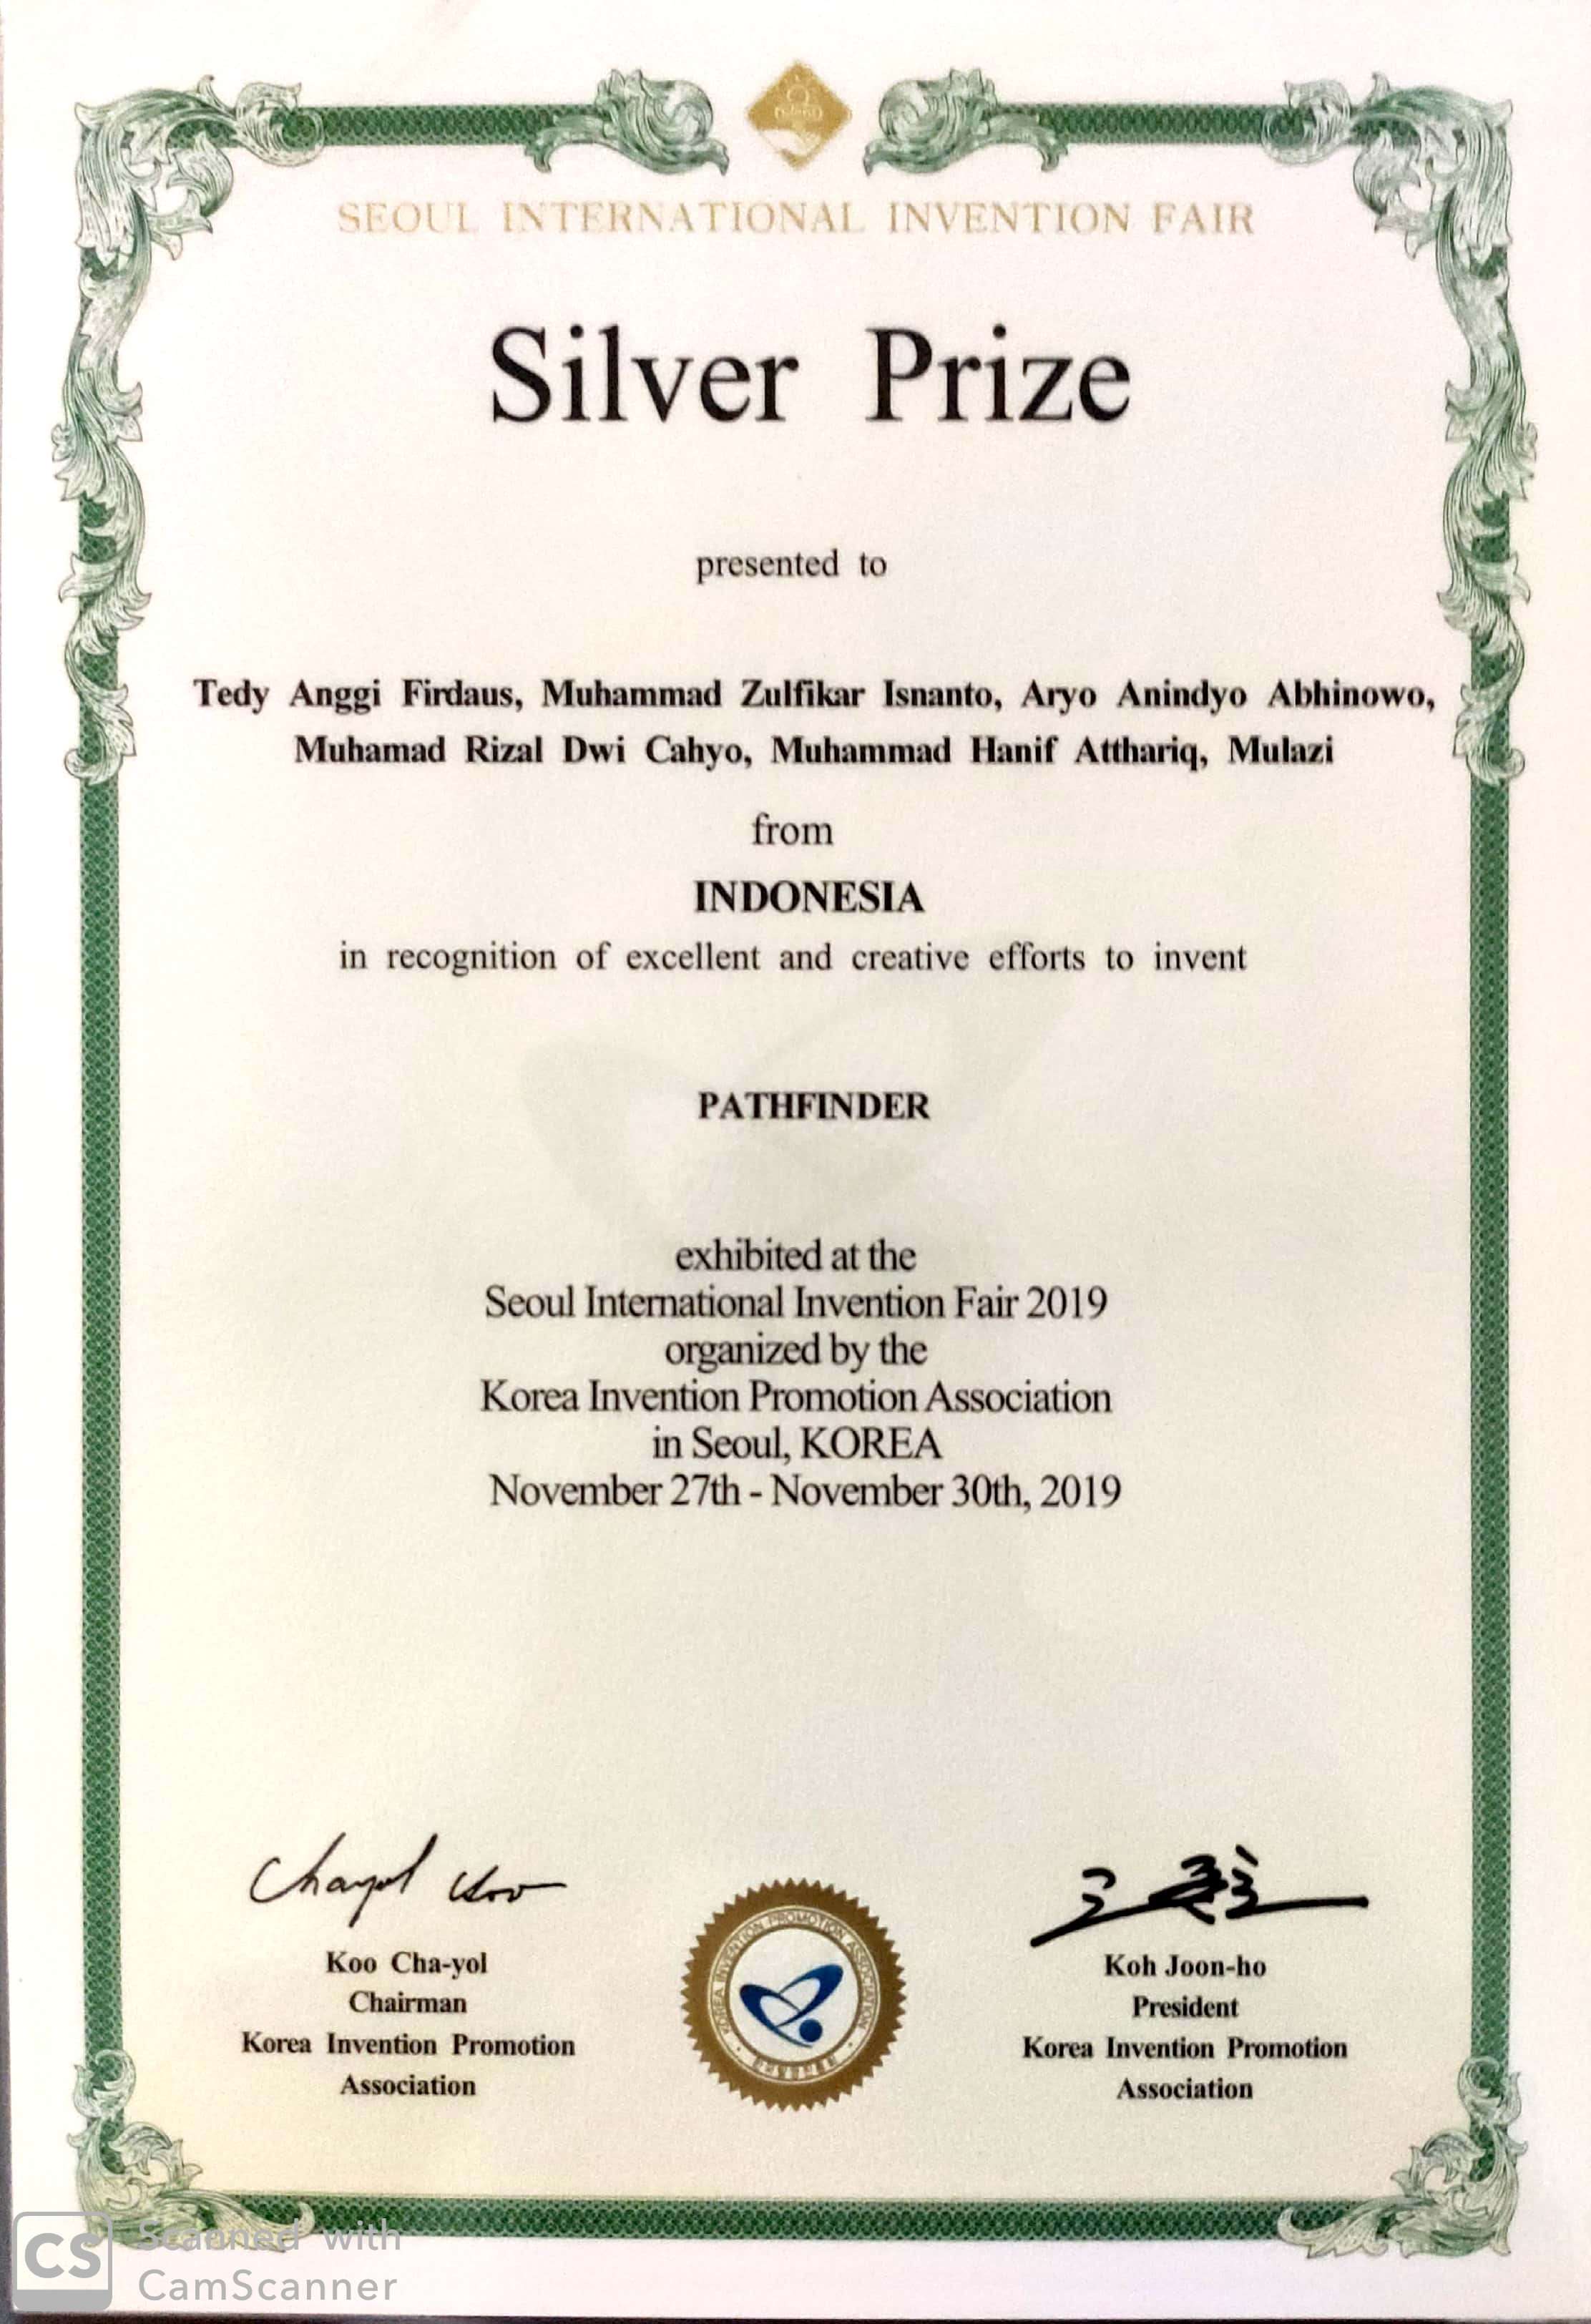 SEOUL INTERNATIONAL INVENTION FAIR
Silver Prize
presented to
Tedy Anggi Firdaus, Muhammad Zulfikar Isnanto, Aryo Anindyo Abhinowo,
Muhamad Rizal Dwi Cahyo, Muhammad Hanif Atthariq, Mulazi
from
INDONESIA
in recognition of excellent and creative efforts to invent
PATHFINDER
exhibited at the
Seoul International Invention Fair 2019
organized by the
Korea Invention Promotion Association
in Seoul, KOREA
November 27th - November 30th, 2019
Chayol Koo
Koo Cha-yol
Chairman
Korea Invention Promotion
Association
KOREA INVENTION PROMOTION ASSOCIATION
Koh Joon-ho
President
Korea Invention Promotion
Association
CS Scanned with
CamScanner